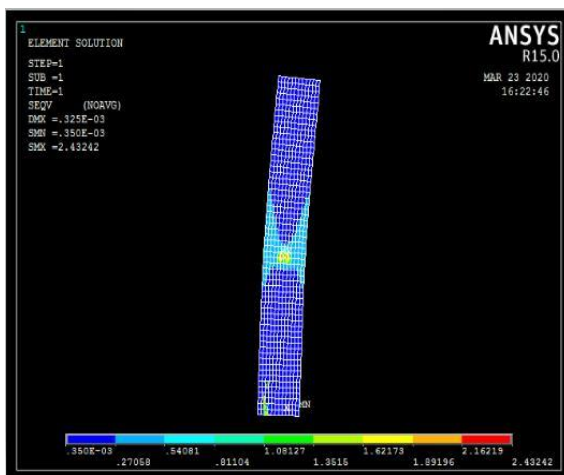 1
ELEMENT SOLUTION
STEP=1
SUB =1
TIME=1
SEQV (NOAVG)
DMX =.325E-03
SMN =.350E-03
SMX =2.43242
ANSYS
R15.0
MAR 23 2020
16:22:46
MN
.350E-03 .54081 1.08127 1.62173 2.16219
.27058 .81104 1.3515 1.89196 2.43242